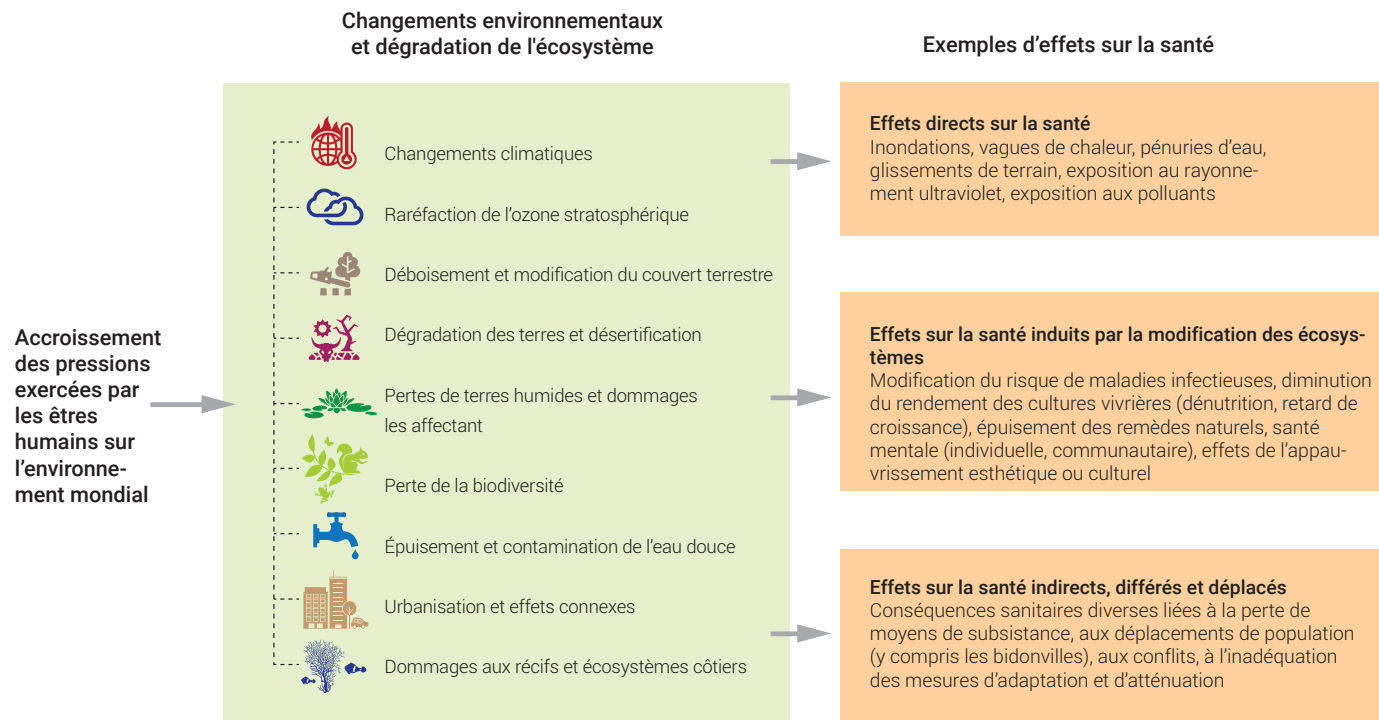 Changements environnementaux
et dégradation de l'écosystème
Exemples d’effets sur la santé
Accroissement
des pressions
exercées par
les êtres
humains sur
l’environne-
ment mondial
Changements climatiques
Raréfaction de l’ozone stratosphérique
Déboisement et modification du couvert terrestre
Dégradation des terres et désertification
Pertes de terres humides et dommages
les affectant
Perte de la biodiversité
Épuisement et contamination de l’eau douce
Urbanisation et effets connexes
Dommages aux récifs et écosystèmes côtiers
Effets directs sur la santé
Inondations, vagues de chaleur, pénuries d’eau,
glissements de terrain, exposition au rayonne-
ment ultraviolet, exposition aux polluants
Effets sur la santé induits par la modification des écosys-
tèmes
Modification du risque de maladies infectieuses, diminution
du rendement des cultures vivrières (dénutrition, retard de
croissance), épuisement des remèdes naturels, santé
mentale (individuelle, communautaire), effets de l’appau-
vrissement esthétique ou culturel
Effets sur la santé indirects, différés et déplacés
Conséquences sanitaires diverses liées à la perte de
moyens de subsistance, aux déplacements de population
(y compris les bidonvilles), aux conflits, à l’inadéquation
des mesures d’adaptation et d’atténuation